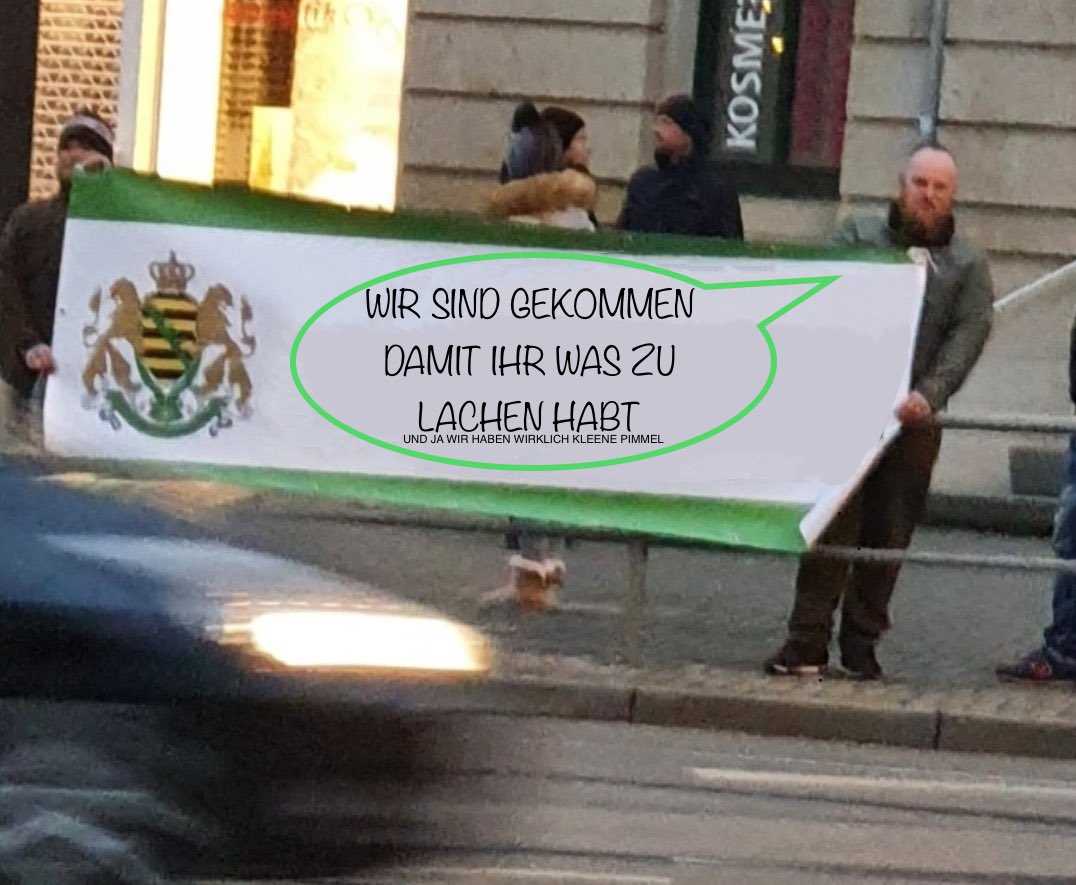 KOSME
WIR SIND GEKOMMEN
DAMIT IHR WAS ZU
LACHEN HABT
UND JA WIR HABEN WIRKLICH KLEENE PIMMEL